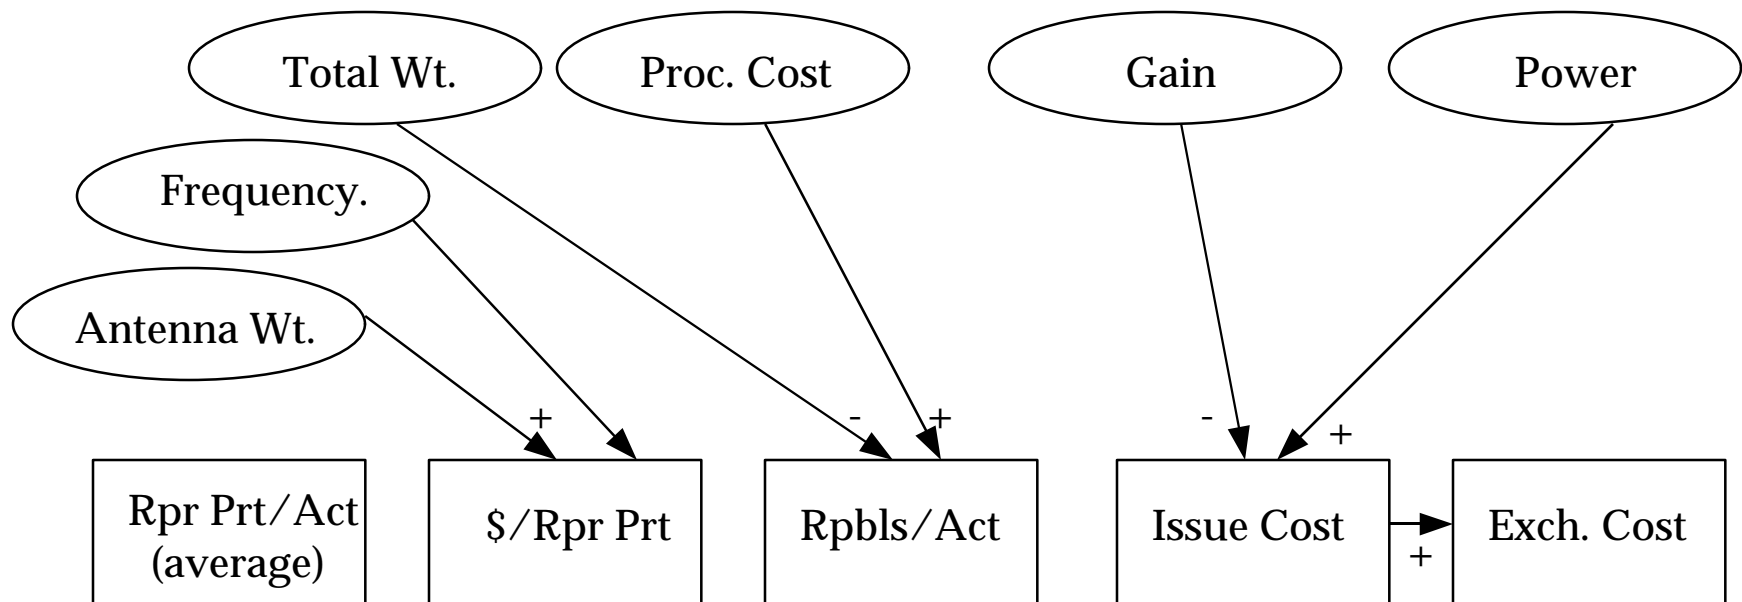 Total Wt.
Proc. Cost
Gain
Power
Frequency.
Antenna Wt.
+
-
+
-
+
Rpr Prt/Act
(average)
$/Rpr Prt
Rpbls/Act
Issue Cost
+
Exch. Cost